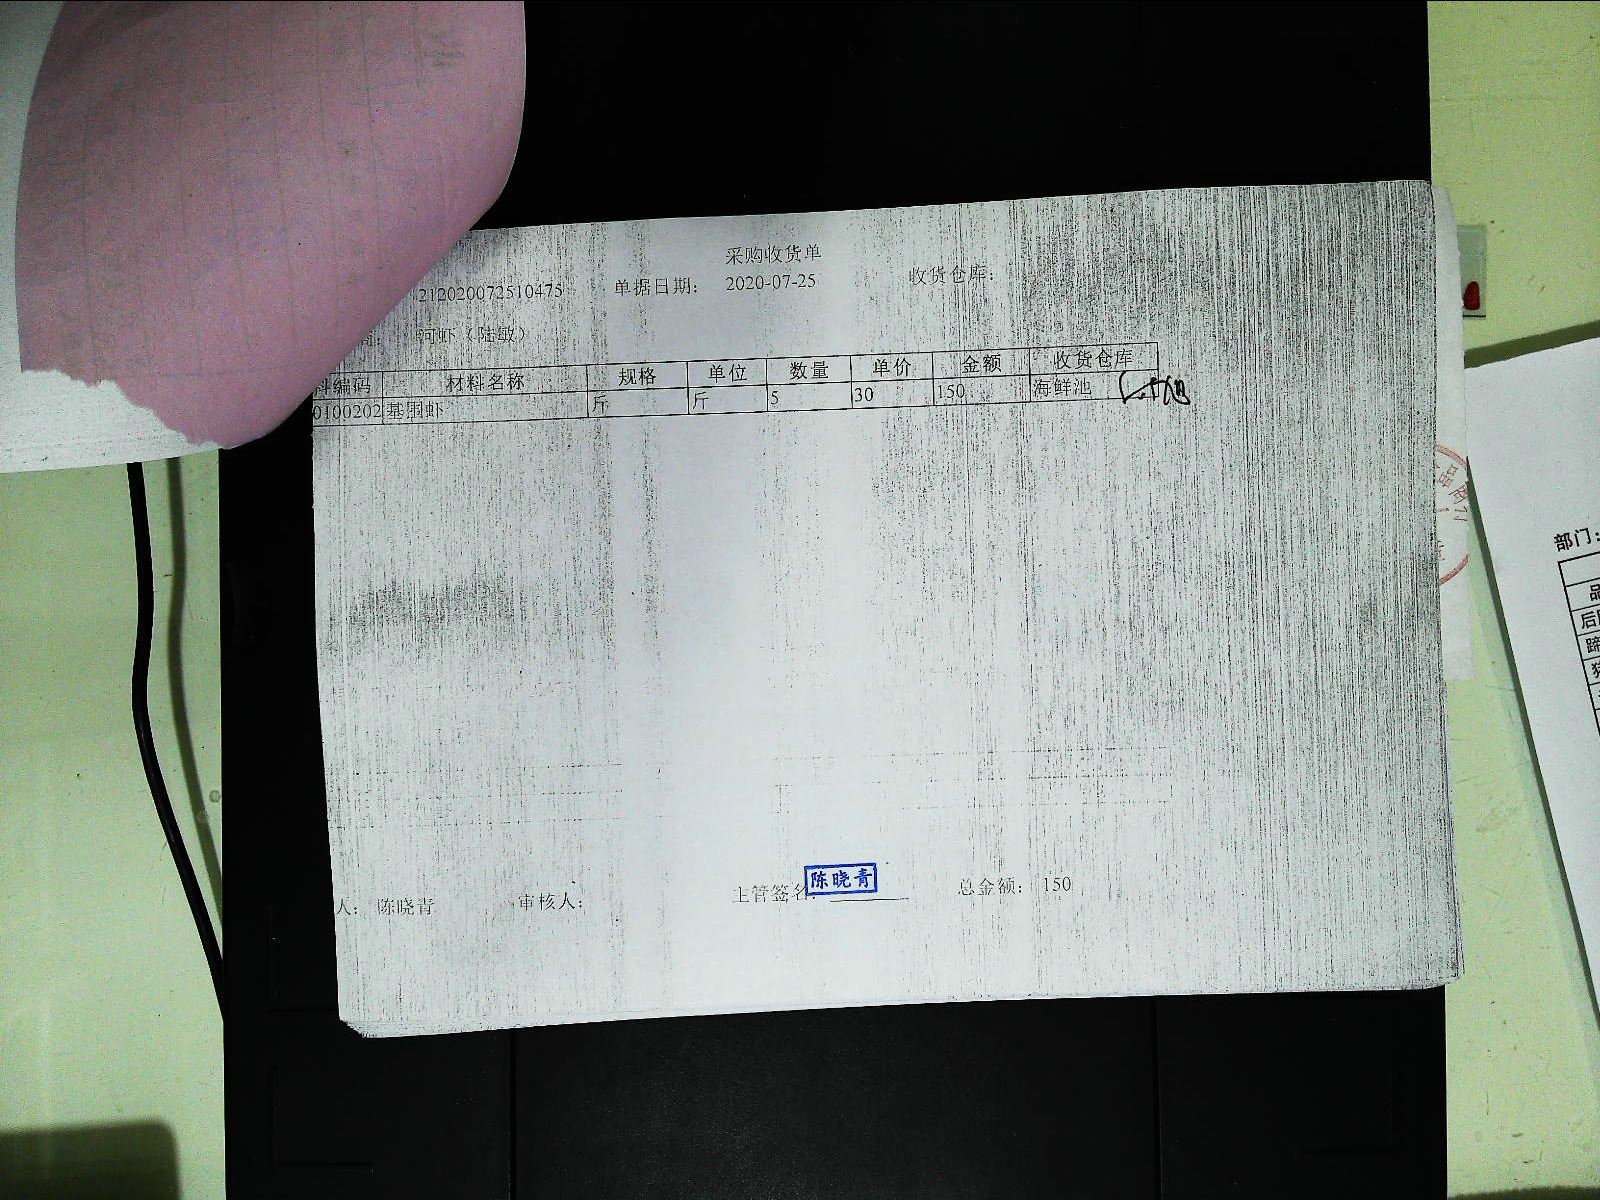 采购收货单
212020072510475 单据日期: 2020-07-25 收货仓库:
河虾（陆敏）
料编码 材料名称 规格 单位 数量 单价 金额 收货仓库
0100202 基围虾 斤 斤 5 30 150 海鲜池
人: 陈晓青 审核人: 主管签名: 陈晓青 总金额: 150
部门:
品
后
蹄